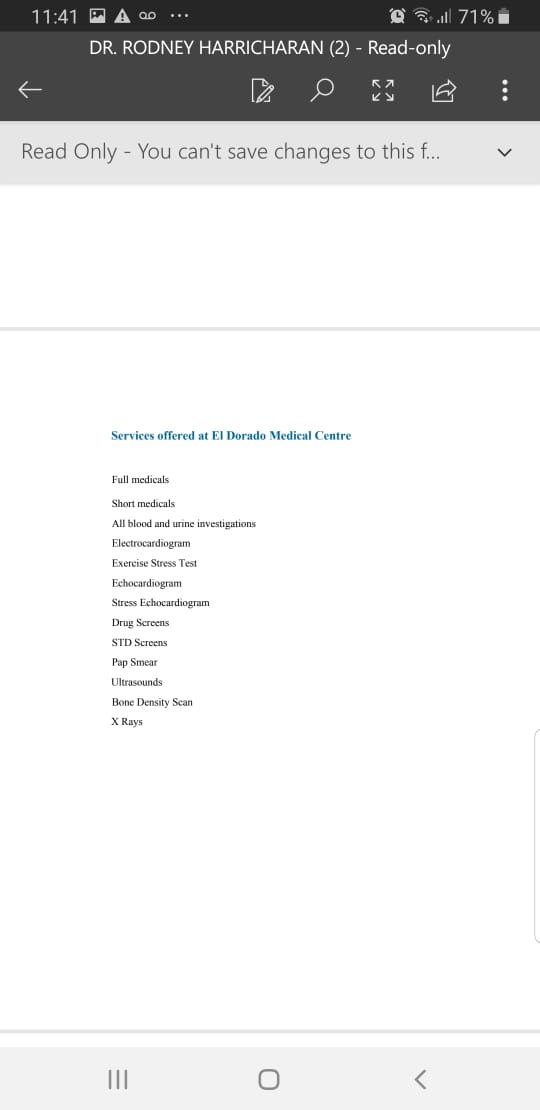 11:41 ... 71%
DR. RODNEY HARRICHARAN (2) - Read-only
Read Only - You can't save changes to this f...
Services offered at El Dorado Medical Centre
Full medicals
Short medicals
All blood and urine investigations
Electrocardiogram
Exercise Stress Test
Echocardiogram
Stress Echocardiogram
Drug Screens
STD Screens
Pap Smear
Ultrasounds
Bone Density Scan
X Rays